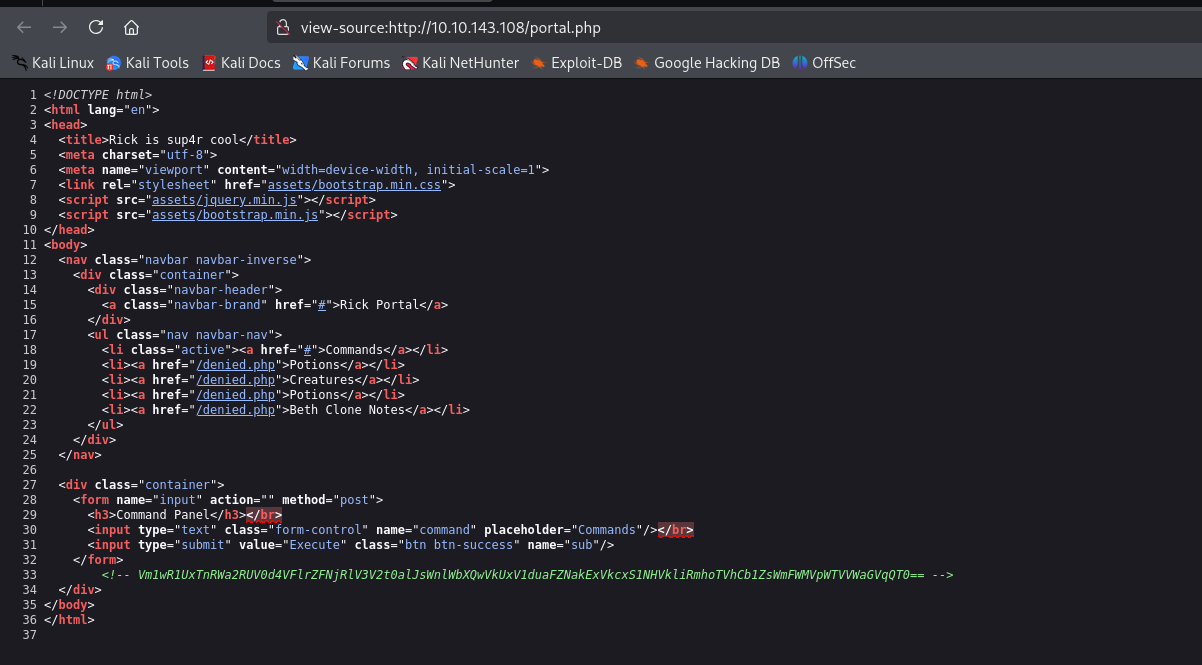 view-source:http://10.10.143.108/portal.php
Kali Linux Kali Tools Kali Docs Kali Forums Kali NetHunter Exploit-DB Google Hacking DB OffSec
1 <!DOCTYPE html>
2 <html lang="en">
3 <head>
4 <title>Rick is sup4r cool</title>
5 <meta charset="utf-8">
6 <meta name="viewport" content="width=device-width, initial-scale=1">
7 <link rel="stylesheet" href="assets/bootstrap.min.css">
8 <script src="assets/jquery.min.js"></script>
9 <script src="assets/bootstrap.min.js"></script>
10 </head>
11 <body>
12 <nav class="navbar navbar-inverse">
13 <div class="container">
14 <div class="navbar-header">
15 <a class="navbar-brand" href="#">Rick Portal</a>
16 </div>
17 <ul class="nav navbar-nav">
18 <li class="active"><a href="#">Commands</a></li>
19 <li><a href="/denied.php">Potions</a></li>
20 <li><a href="/denied.php">Creatures</a></li>
21 <li><a href="/denied.php">Potions</a></li>
22 <li><a href="/denied.php">Beth Clone Notes</a></li>
23 </ul>
24 </div>
25 </nav>
26
27 <div class="container">
28 <form name="input" action="" method="post">
29 <h3>Command Panel</h3></br>
30 <input type="text" class="form-control" name="command" placeholder="Commands"/></br>
31 <input type="submit" value="Execute" class="btn btn-success" name="sub"/>
32 </form>
33 <!-- Vm1wR1UxTnRWa2RUV0d4VFlrZFNjRlV3V2t0alJsWnlWbXQwVkUxV1duaFZNakExVkcxS1NHVkliRmhoTVhCb1ZsWmFWMVpWTVVWaGVqQT0== -->
34 </div>
35 </body>
36 </html>
37